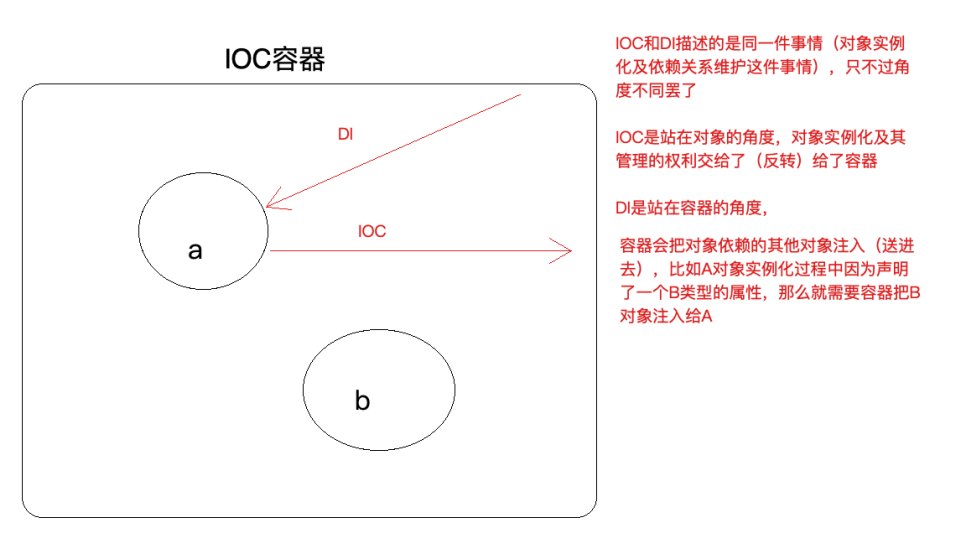 IOC容器
DI
IOC
a
b
IOC和DI描述的是同一件事情（对象实例
化及依赖关系维护这件事情），只不过角
度不同罢了
IOC是站在对象的角度，对象实例化及其
管理的权利交给了（反转）给了容器
DI是站在容器的角度，
容器会把对象依赖的其他对象注入（送进
去），比如A对象实例化过程中因为声明
了一个B类型的属性，那么就需要容器把B
对象注入给A